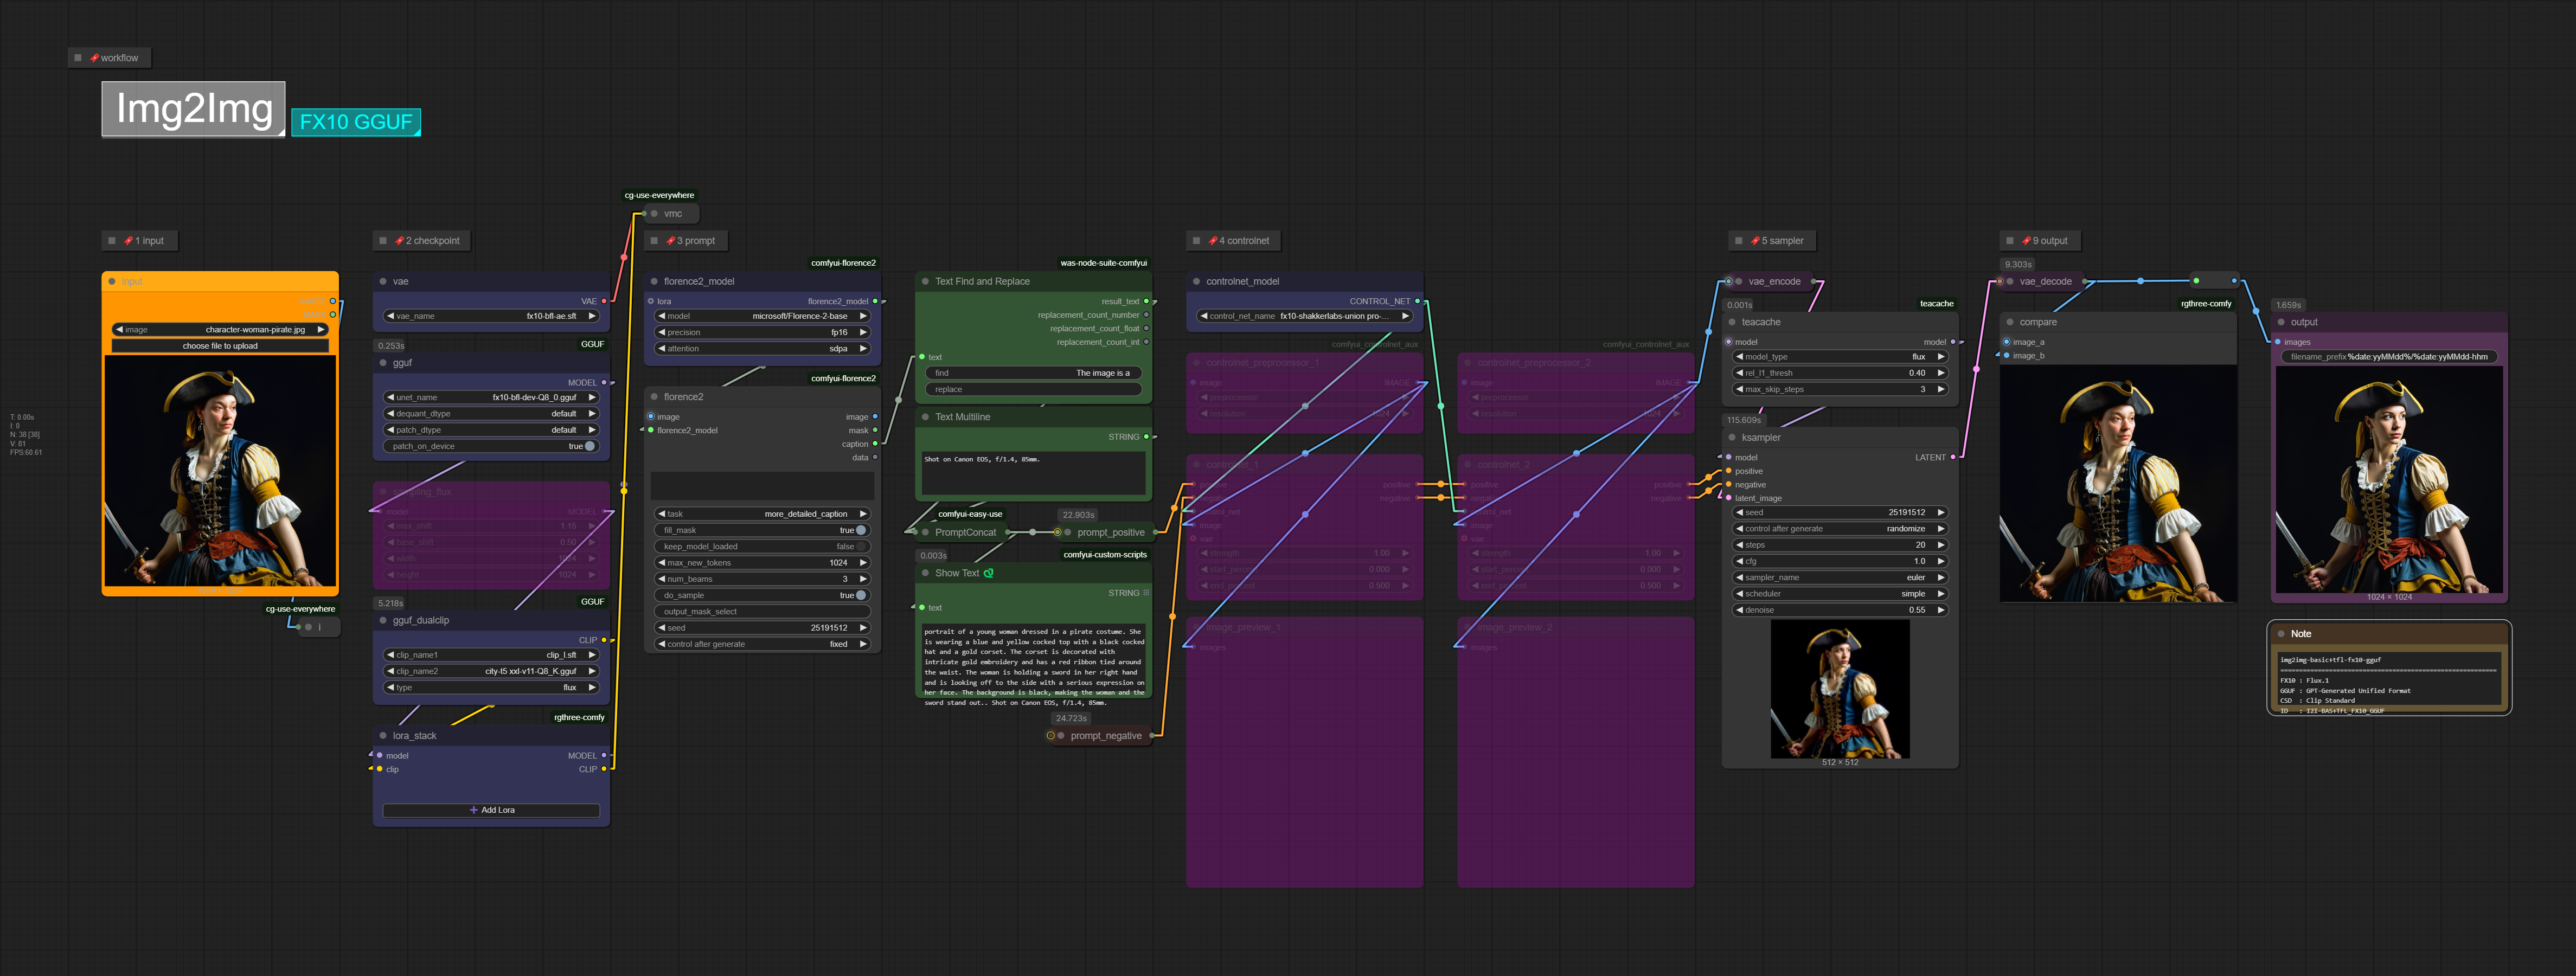 workflow
Img2Img
FX10 GGUF
T: 0.00s
I: 0
N: 38 [38]
V: 81
FPS:60.61
1 input
input
image character-woman-pirate.jpg
choose file to upload
cg-use-everywhere
i
2 checkpoint
vae
VAE
vae_name fx10-bfl-ae.sft
0.253s
GGUF
gguf
MODEL
unet_name fx10-bfl-dev-Q8_0.gguf
dequant_dtype default
patch_dtype default
patch_on_device true
sampling_flux
model MODEL
max_shift 1.15
base_shift 0.50
width 1024
height 1024
5.218s
GGUF
gguf_dualclip
CLIP
clip_name1 clip_l.sft
clip_name2 city-t5 xxl-v11-Q8_K.gguf
type flux
rgthree-comfy
lora_stack
model MODEL
clip CLIP
Add Lora
cg-use-everywhere
vmc
3 prompt
comfyui-florence2
florence2_model
lora florence2_model
model microsoft/Florence-2-base
precision fp16
attention sdpa
comfyui-florence2
florence2
image image
florence2_model mask
caption
data
task more_detailed_caption
fill_mask true
keep_model_loaded false
max_new_tokens 1024
num_beams 3
do_sample true
output_mask_select
seed 25191512
control after generate fixed
was-node-suite-comfyui
Text Find and Replace
result_text
replacement_count_number
replacement_count_float
replacement_count_int
text
find The image is a
replace
Text Multiline
STRING
Shot on Canon EOS, f/1.4, 85mm.
comfyui-easy-use
22.903s
PromptConcat
prompt_positive
0.003s
comfyui-custom-scripts
Show Text
STRING
text
portrait of a young woman dressed in a pirate costume. She
is wearing a blue and yellow cocked top with a black cocked
hat and a gold corset. The corset is decorated with
intricate gold embroidery and has a red ribbon tied around
the waist. The woman is holding a sword in her right hand
and is looking off to the side with a serious expression on
her face. The background is black, making the woman and the
sword stand out.. Shot on Canon EOS, f/1.4, 85mm.
24.723s
prompt_negative
4 controlnet
controlnet_model
CONTROL_NET
control_net_name fx10-shakkerlabs-union pro-...
comfyui_controlnet_aux
controlnet_preprocessor_1
image IMAGE
preprocessor
resolution 1024
controlnet_1
positive positive
negative negative
control_net
image
vae
strength 1.00
start_percent 0.000
end_percent 0.500
image_preview_1
images
comfyui_controlnet_aux
controlnet_preprocessor_2
image IMAGE
preprocessor
resolution 1024
controlnet_2
positive positive
negative negative
control_net
image
vae
strength 1.00
start_percent 0.000
end_percent 0.500
image_preview_2
images
5 sampler
vae_encode
0.001s
teacache
teacache
model model
model_type flux
rel_l1_thresh 0.40
max_skip_steps 3
115.609s
ksampler
model LATENT
positive
negative
latent_image
seed 25191512
control after generate randomize
steps 20
cfg 1.0
sampler_name euler
scheduler simple
denoise 0.55
512 × 512
9 output
9.303s
vae_decode
rgthree-comfy
compare
image_a
image_b
1.659s
output
images
filename_prefix %date:yyMMdd%/%date:yyMMdd-hhm
1024 × 1024
Note
img2img-basic+tfl-fx10-gguf
FX10 : Flux.1
GGUF : GPT-Generated Unified Format
CSD : Clip Standard
ID : I2I-BAS+TFL_FX10_GGUF